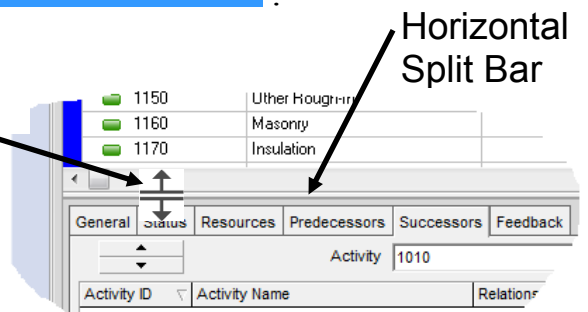 Horizontal
Split Bar
1150 Other Rough-in
1160 Masonry
1170 Insulation
General Status Resources Predecessors Successors Feedback
Activity 1010
Activity ID Activity Name Relations